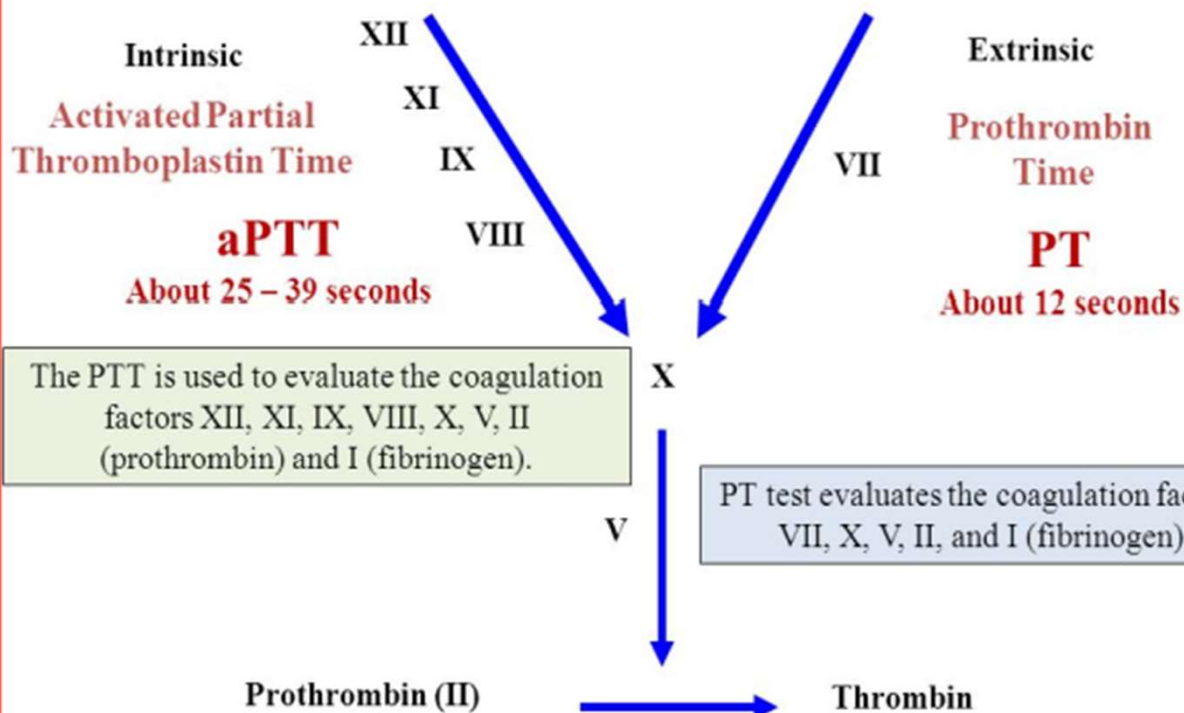 XII
Intrinsic
Extrinsic
XI
Activated Partial
Thromboplastin Time
Prothrombin
Time
IX
VII
VIII
aPTT
About 25 – 39 seconds
PT
About 12 seconds
The PTT is used to evaluate the coagulation
factors XII, XI, IX, VIII, X, V, II
(prothrombin) and I (fibrinogen).
X
PT test evaluates the coagulation
VII, X, V, II, and I (fibrinogen)
V
Prothrombin (II)
Thrombin